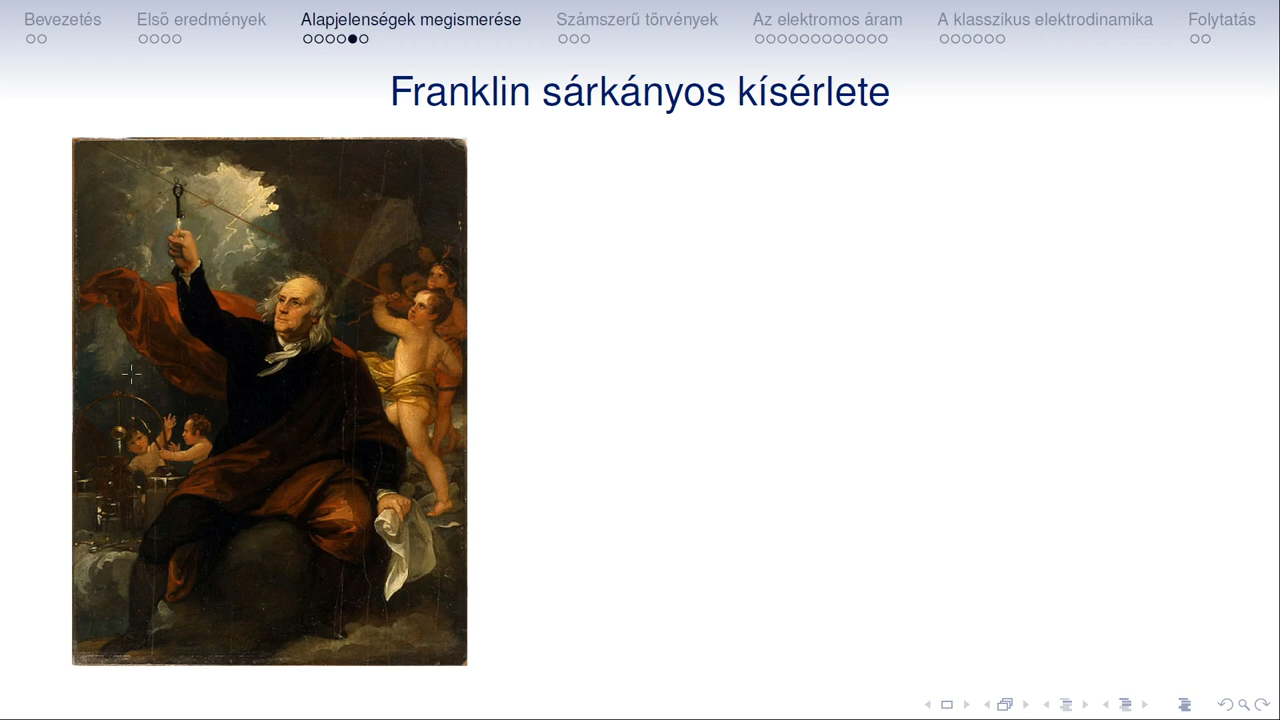 Bevezetés
Első eredmények
Alapjelenségek megismerése
Számszerű törvények
Az elektromos áram
A klasszikus elektrodinamika
Folytatás
Franklin sárkányos kísérlete